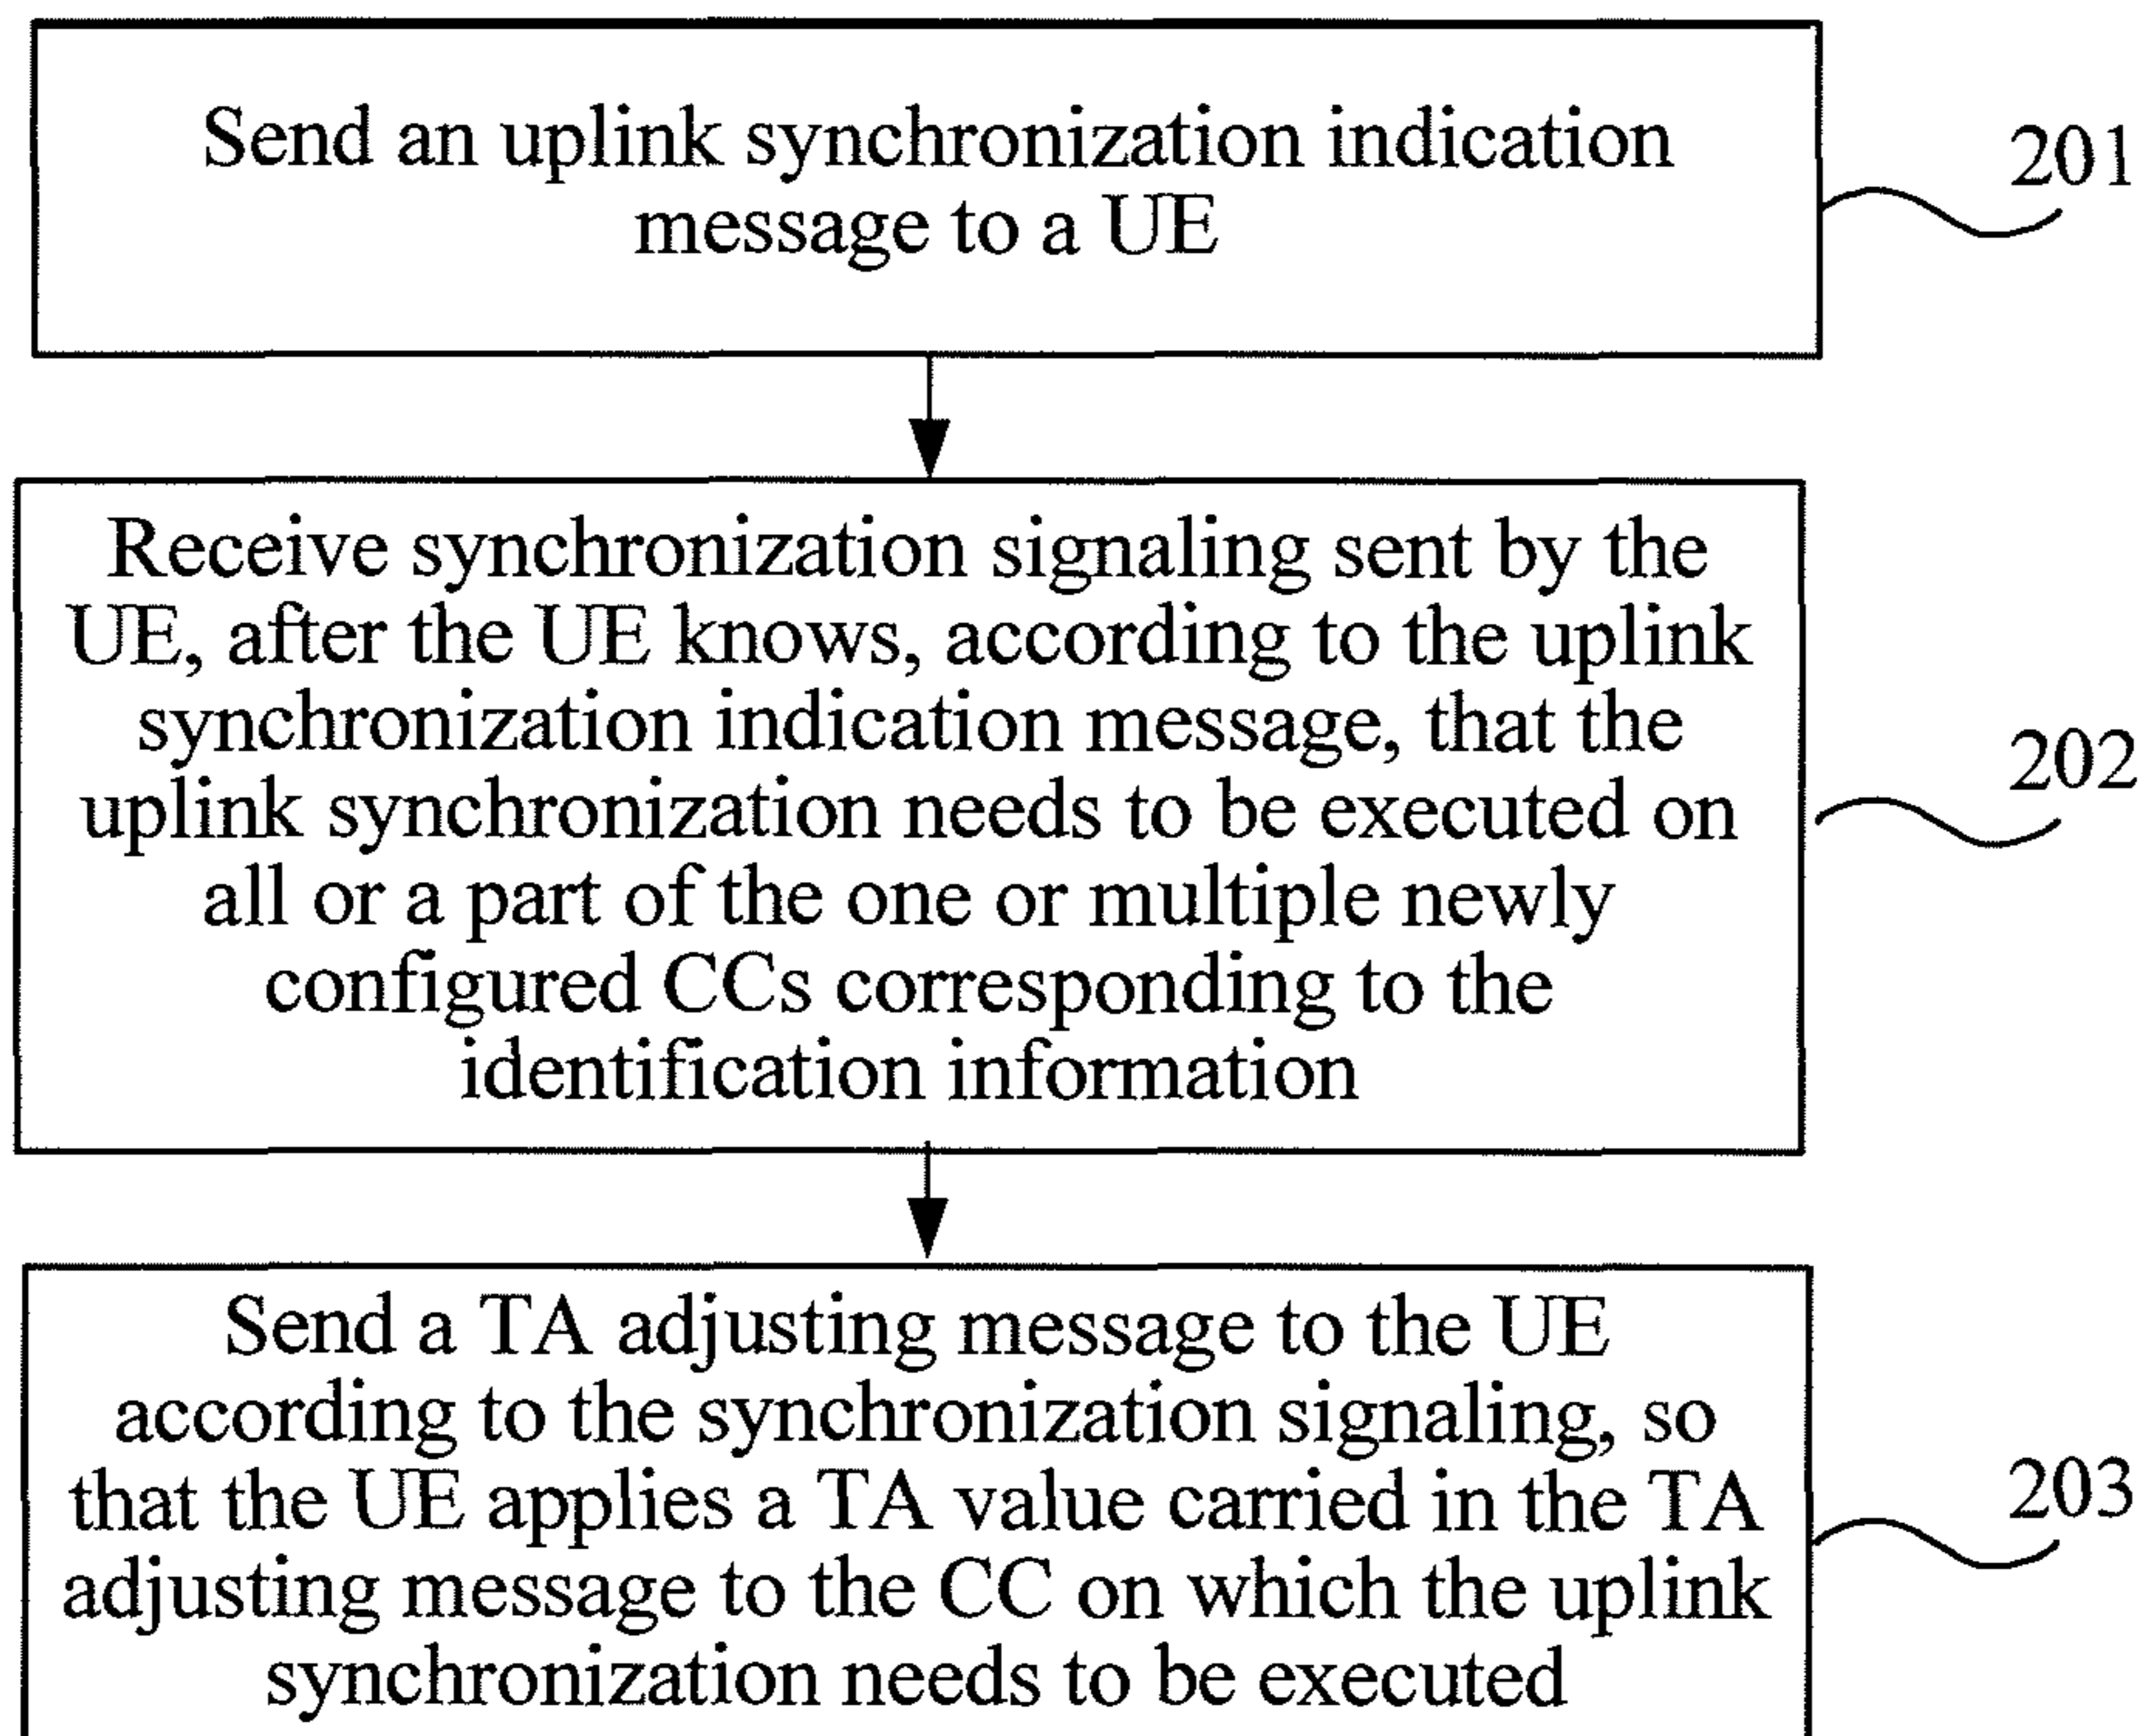 Send an uplink synchronization indication
message to a UE
201
Receive synchronization signaling sent by the
UE, after the UE knows, according to the uplink
synchronization indication message, that the
uplink synchronization needs to be executed on
all or a part of the one or multiple newly
configured CCs corresponding to the
identification information
202
Send a TA adjusting message to the UE
according to the synchronization signaling, so
that the UE applies a TA value carried in the TA
adjusting message to the CC on which the uplink
synchronization needs to be executed
203